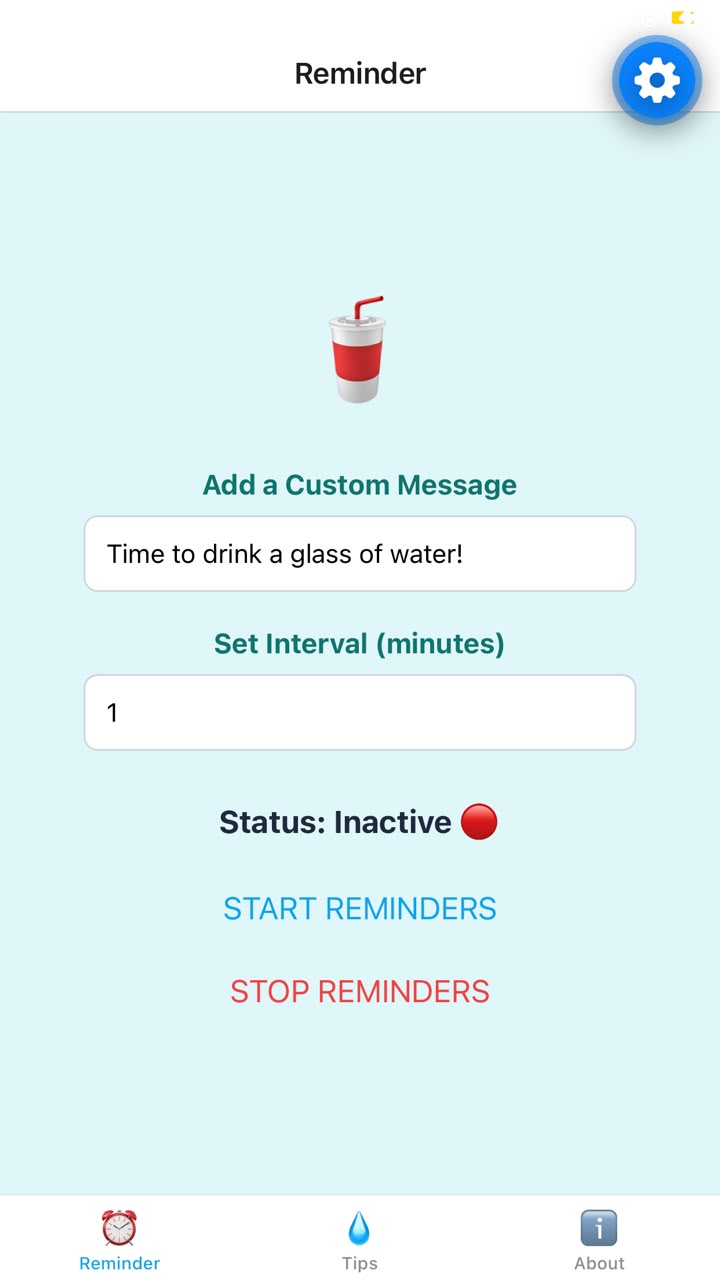 Reminder
Add a Custom Message
Time to drink a glass of water!
Set Interval (minutes)
1
Status: Inactive
START REMINDERS
STOP REMINDERS
Reminder
Tips
About